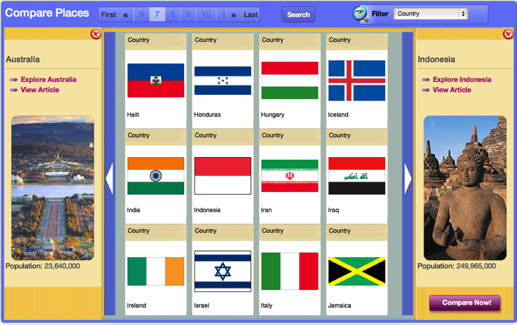 Compare Places
First « 6 7 8 9 10 1 » Last
Search
Filter
Country
Australia
Explore Australia
View Article
Population: 23,640,000
Country Country Country Country
Haiti Honduras Hungary Iceland
Country Country Country Country
India Indonesia Iran Iraq
Country Country Country Country
Ireland Israel Italy Jamaica
Indonesia
Explore Indonesia
View Article
Population: 249,965,000
Compare Now!